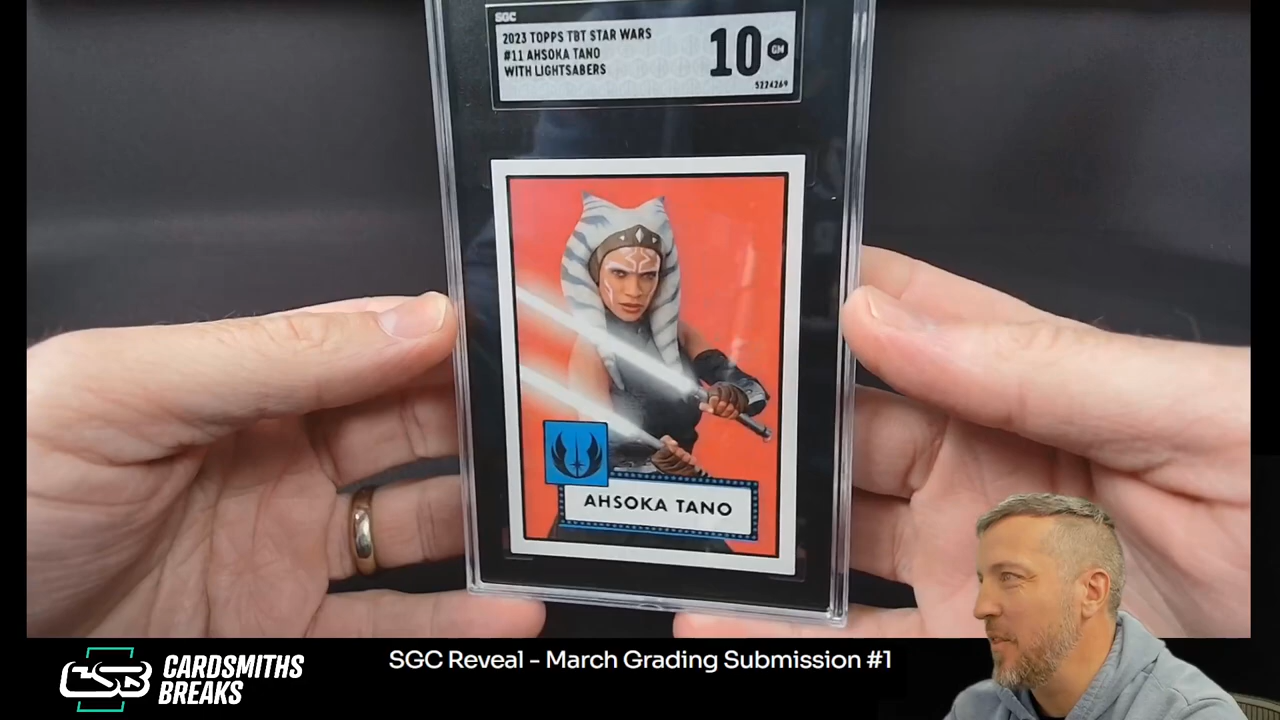 SGC
2023 TOPPS TBT STAR WARS
#11 AHSOKA TANO
WITH LIGHTSABERS
10 GM
5224269
AHSOKA TANO
SGC Reveal - March Grading Submission #1
CSB CARDSMITHS
BREAKS